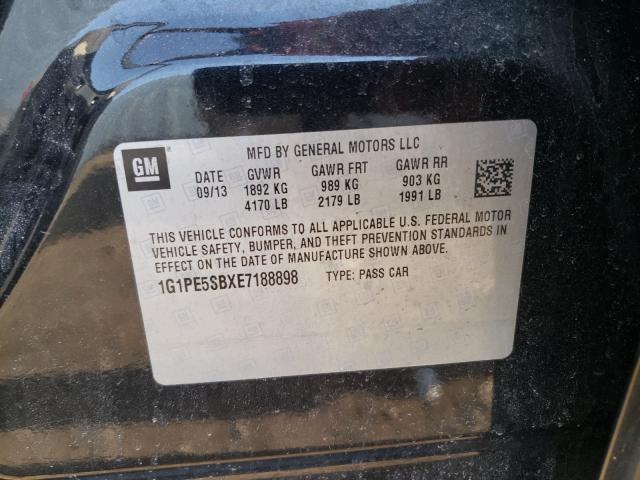 GM
MFD BY GENERAL MOTORS LLC
DATE GVWR GAWR FRT GAWR RR
09/13 1892 KG 989 KG 903 KG
4170 LB 2179 LB 1991 LB
THIS VEHICLE CONFORMS TO ALL APPLICABLE U.S. FEDERAL MOTOR
VEHICLE SAFETY, BUMPER, AND THEFT PREVENTION STANDARDS IN
EFFECT ON THE DATE OF MANUFACTURE SHOWN ABOVE.
1G1PE5SBXE7188898 TYPE: PASS CAR